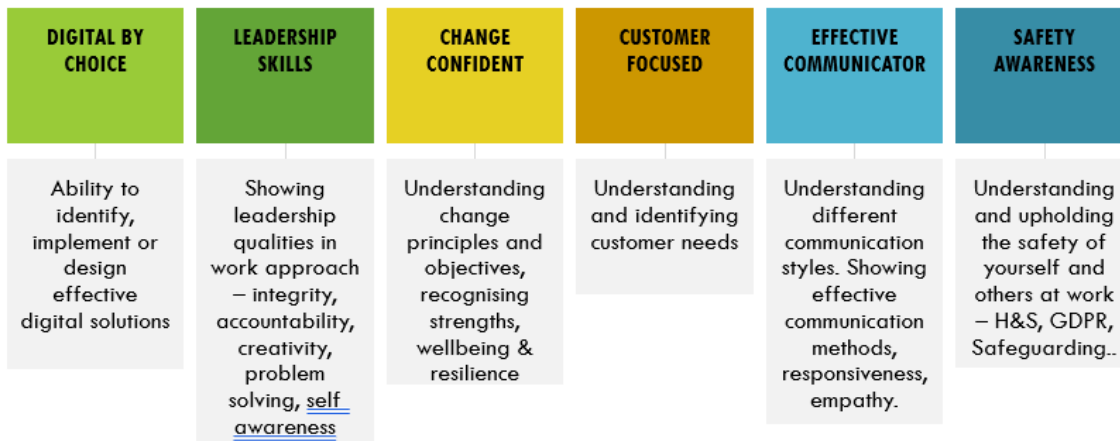 DIGITAL BY
CHOICE
Ability to
identify,
implement or
design
effective
digital solutions
LEADERSHIP
SKILLS
Showing
leadership
qualities in
work approach
– integrity,
accountability,
creativity,
problem
solving, self
awareness
CHANGE
CONFIDENT
Understanding
change
principles and
objectives,
recognising
strengths,
wellbeing &
resilience
CUSTOMER
FOCUSED
Understanding
and identifying
customer needs
EFFECTIVE
COMMUNICATOR
Understanding
different
communication
styles. Showing
effective
communication
methods,
responsiveness,
empathy.
SAFETY
AWARENESS
Understanding
and upholding
the safety of
yourself and
others at work
– H&S, GDPR,
Safeguarding..